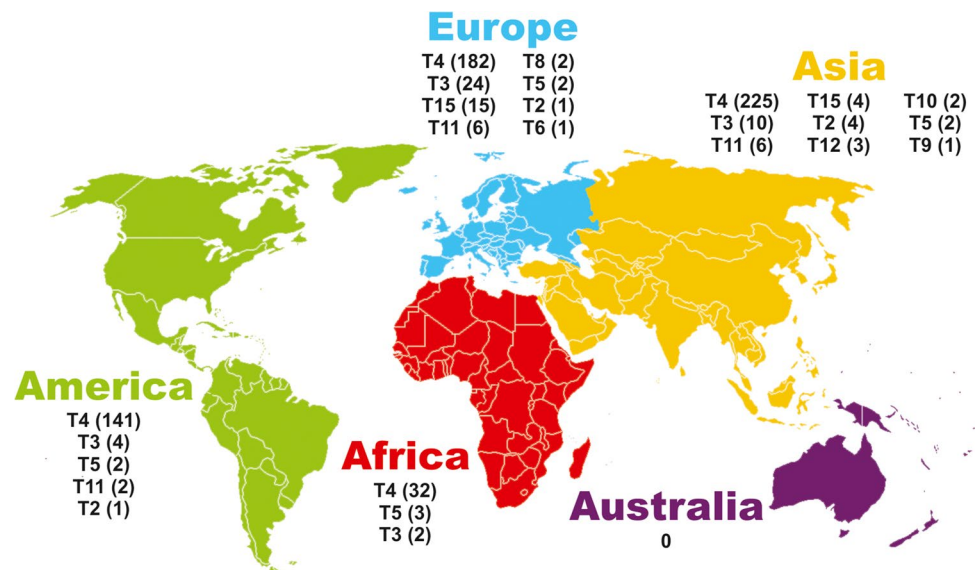 Europe
T4 (182) T8 (2)
T3 (24) T5 (2)
T15 (15) T2 (1)
T11 (6) T6 (1)
Asia
T4 (225) T15 (4) T10 (2)
T3 (10) T2 (4) T5 (2)
T11 (6) T12 (3) T9 (1)
America
T4 (141)
T3 (4)
T5 (2)
T11 (2)
T2 (1)
Africa
T4 (32)
T5 (3)
T3 (2)
Australia
0